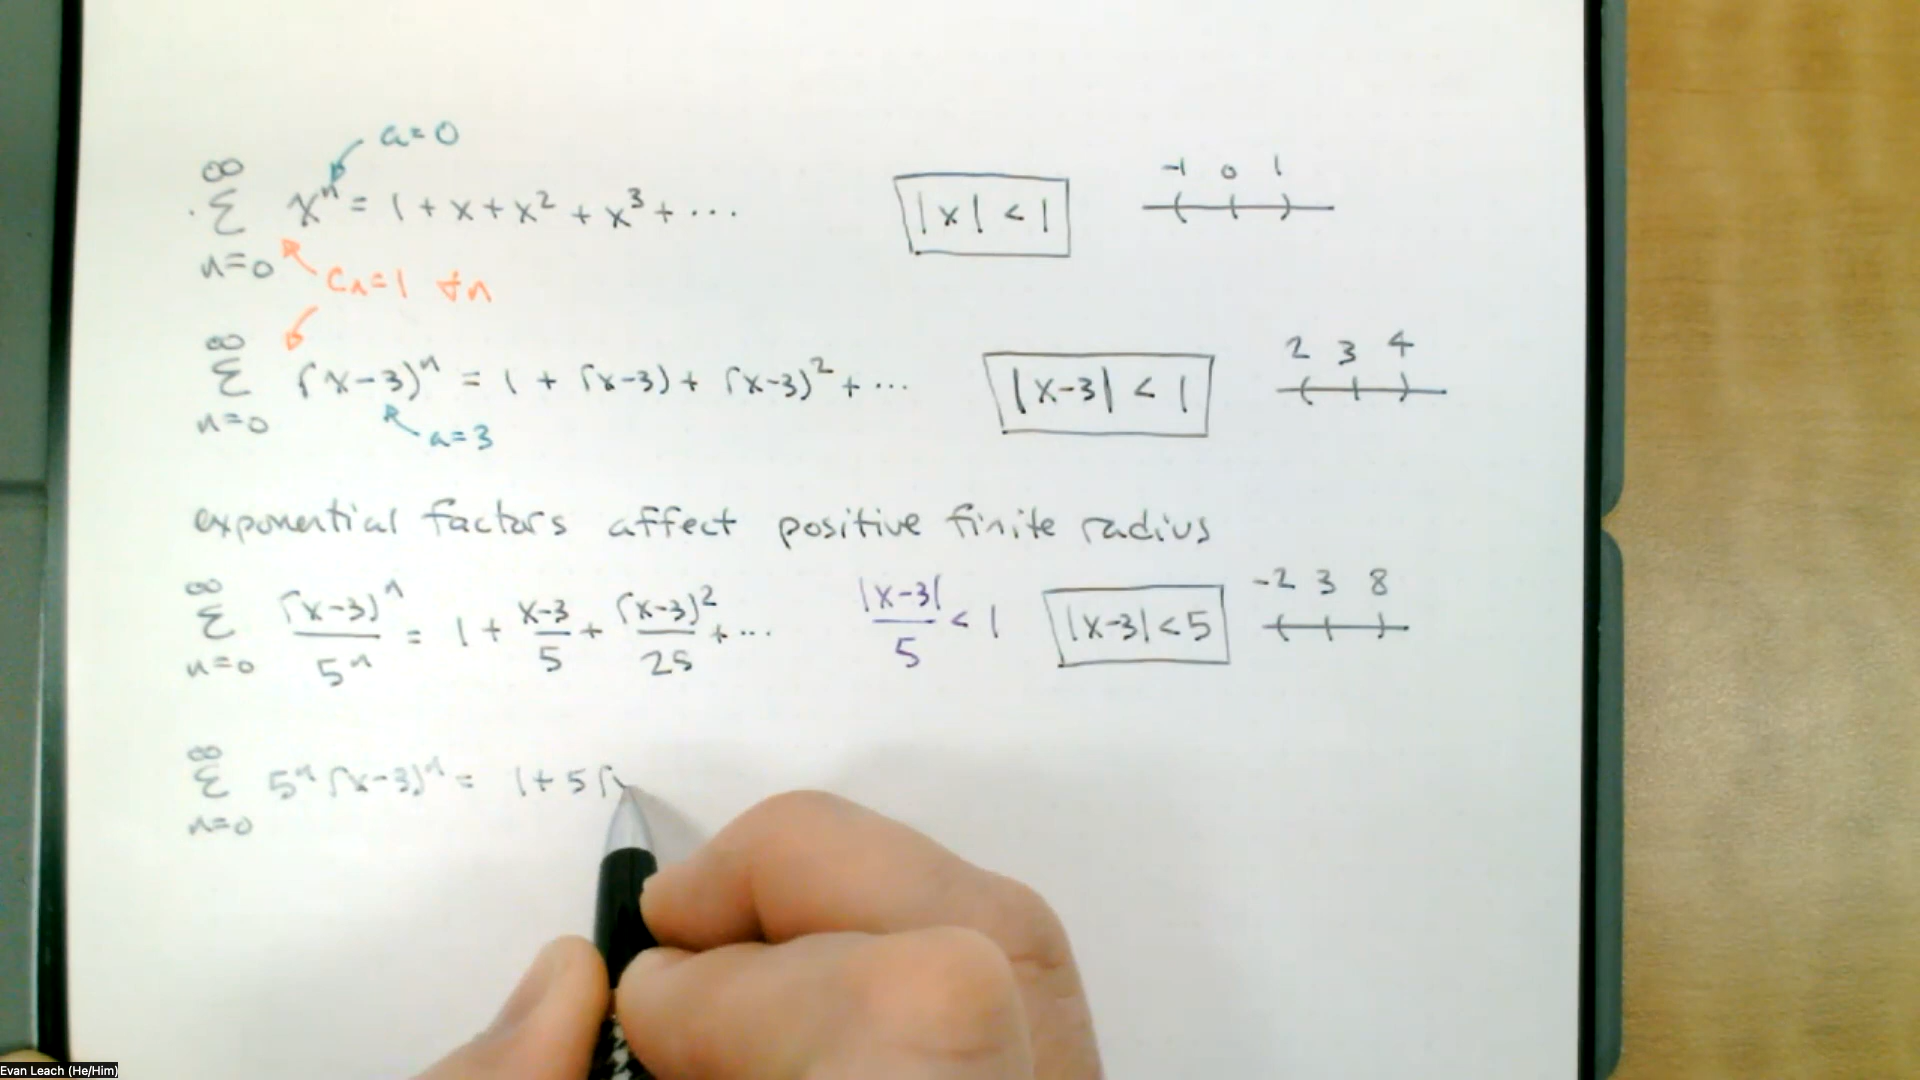 a=0
∞ -1 0 1
Σ xⁿ = 1 + x + x² + x³ + ··· |x| < 1
n=0
Cn=1 ∀n
∞ 2 3 4
Σ (x-3)ⁿ = 1 + (x-3) + (x-3)² + ··· |x-3| < 1
n=0
a=3
exponential factors affect positive finite radius
∞ -2 3 8
Σ (x-3)ⁿ/5ⁿ = 1 + x-3/5 + (x-3)²/25 + ··· |x-3|/5 < 1 |x-3|<5
n=0
∞
Σ 5ⁿ(x-3)ⁿ = 1+5(x
n=0
Evan Leach (He/Him)